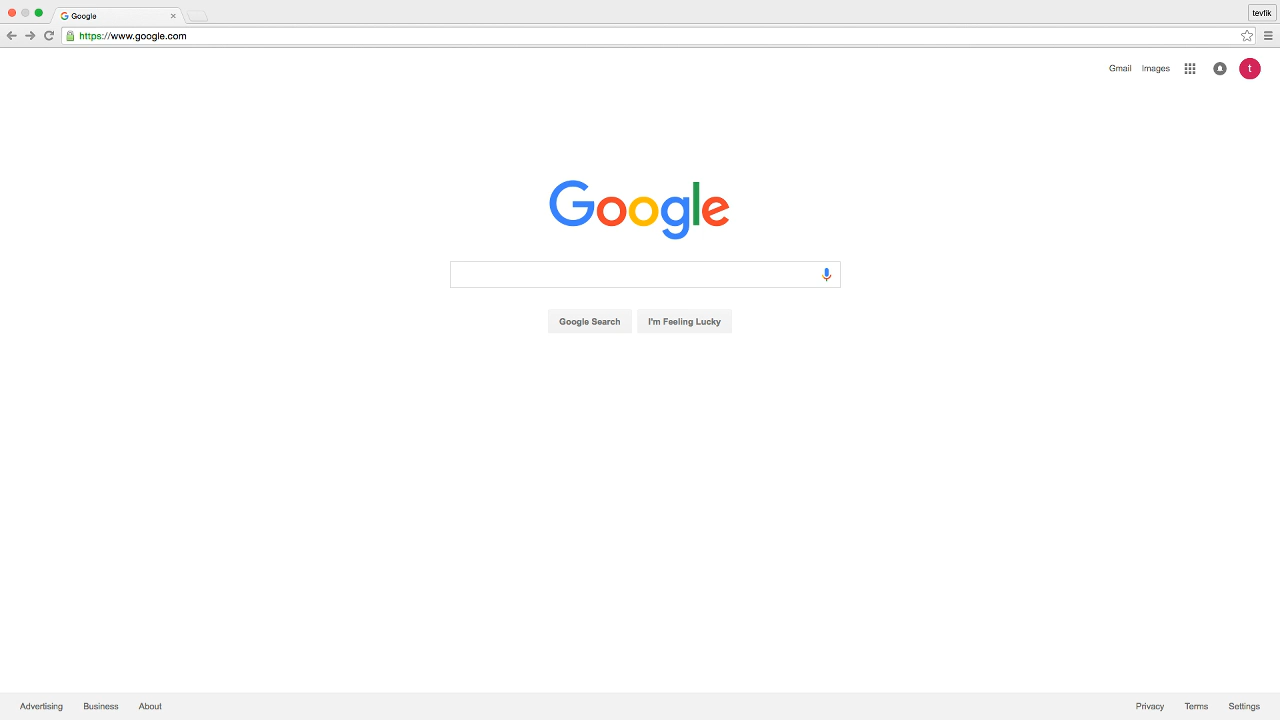 Google
tevfik
https://www.google.com
Gmail Images t
Google
Google Search I'm Feeling Lucky
Advertising Business About Privacy Terms Settings